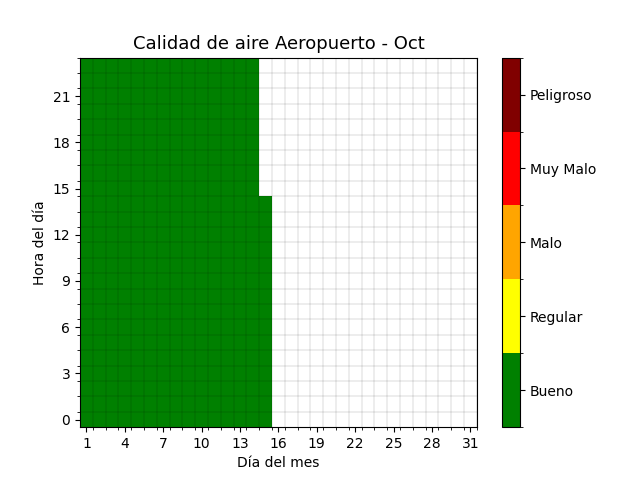 Calidad de aire Aeropuerto - Oct
21
18
15
12
9
6
3
0
Hora del día
1 4 7 10 13 16 19 22 25 28 31
Día del mes
Peligroso
Muy Malo
Malo
Regular
Bueno